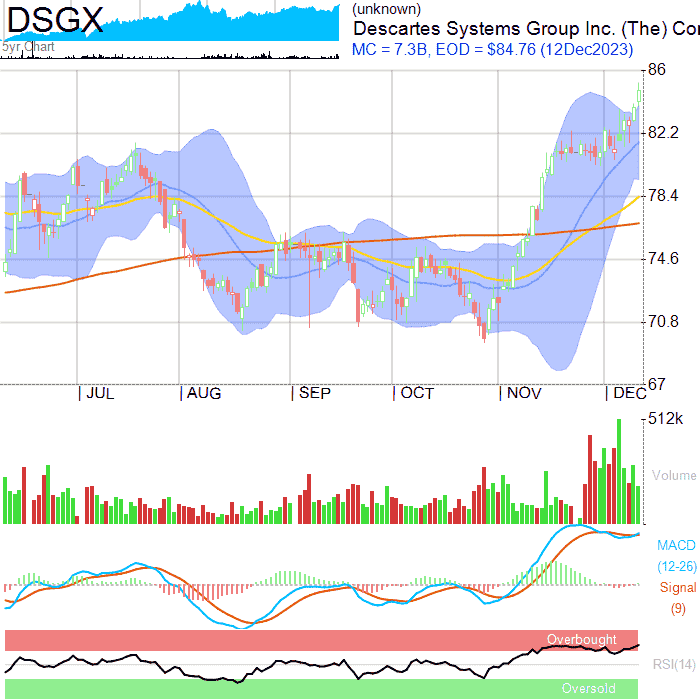 DSGX
(unknown)
Descartes Systems Group Inc. (The) Cor
5yr Chart
MC = 7.3B, EOD = $84.76 (12Dec2023)
86
82.2
78.4
74.6
70.8
67
| JUL | AUG | SEP | OCT | NOV | DEC
512k
Volume
MACD
(12-26)
Signal
(9)
Overbought
RSI(14)
Oversold